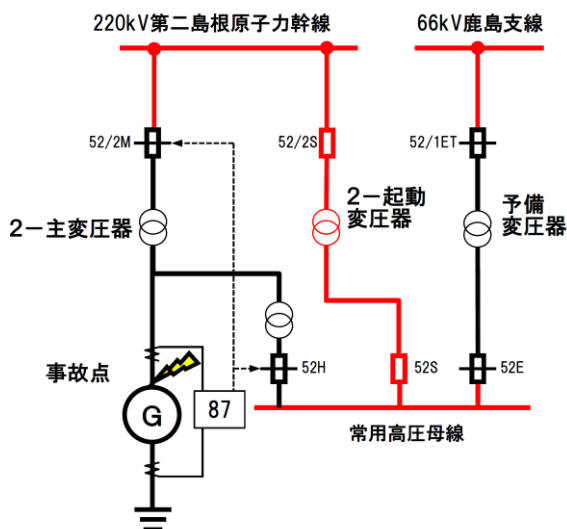 220kV第二島根原子力幹線
66kV鹿島支線
52/2M
52/2S
52/1ET
2－主変圧器
2－起動
変圧器
予備
変圧器
事故点
52H
52S
52E
G
87
常用高圧母線